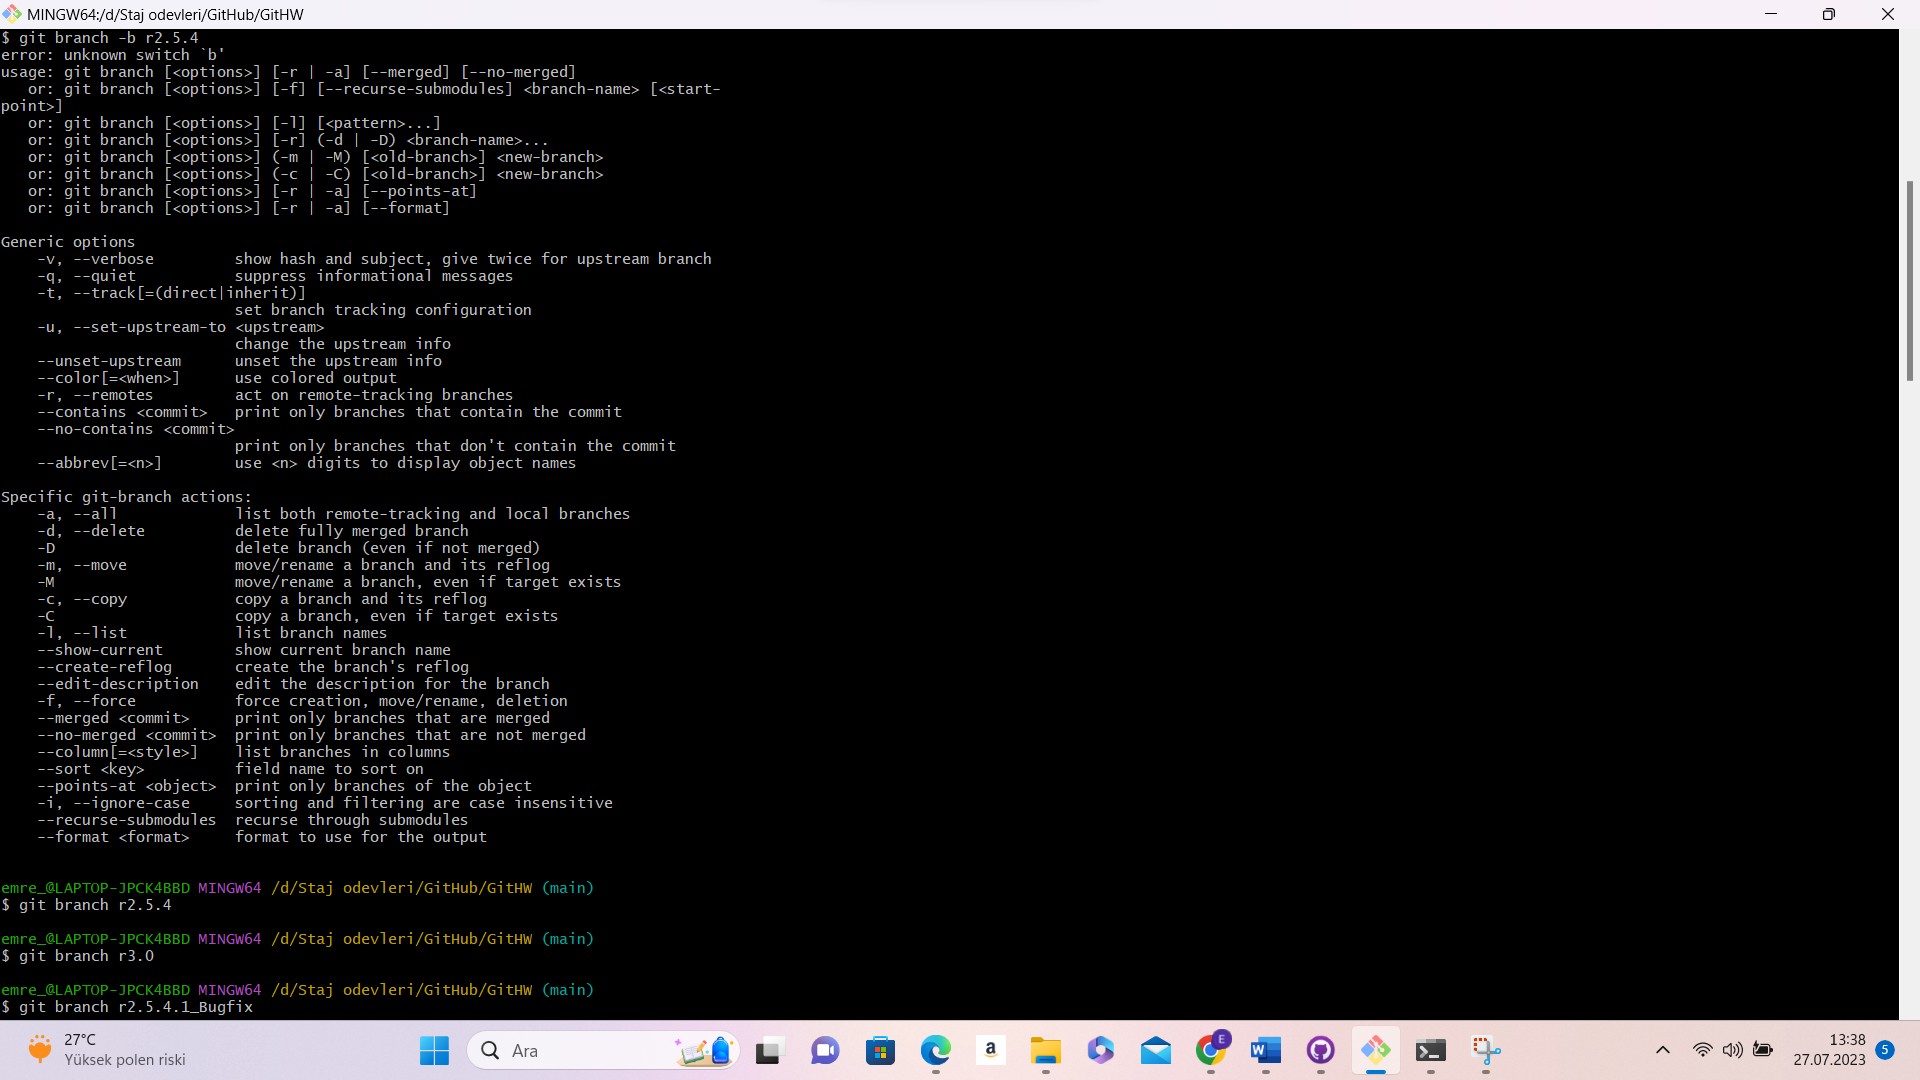 MINGW64:/d/Staj odevleri/GitHub/GitHW
$ git branch -b r2.5.4
error: unknown switch `b'
usage: git branch [<options>] [-r | -a] [--merged] [--no-merged]
   or: git branch [<options>] [-f] [--recurse-submodules] <branch-name> [<start-
point>]
   or: git branch [<options>] [-l] [<pattern>...]
   or: git branch [<options>] [-r] (-d | -D) <branch-name>...
   or: git branch [<options>] (-m | -M) [<old-branch>] <new-branch>
   or: git branch [<options>] (-c | -C) [<old-branch>] <new-branch>
   or: git branch [<options>] [-r | -a] [--points-at]
   or: git branch [<options>] [-r | -a] [--format]

Generic options
    -v, --verbose         show hash and subject, give twice for upstream branch
    -q, --quiet           suppress informational messages
    -t, --track[=(direct|inherit)]
                          set branch tracking configuration
    -u, --set-upstream-to <upstream>
                          change the upstream info
    --unset-upstream      unset the upstream info
    --color[=<when>]      use colored output
    -r, --remotes         act on remote-tracking branches
    --contains <commit>   print only branches that contain the commit
    --no-contains <commit>
                          print only branches that don't contain the commit
    --abbrev[=<n>]        use <n> digits to display object names

Specific git-branch actions:
    -a, --all             list both remote-tracking and local branches
    -d, --delete          delete fully merged branch
    -D                    delete branch (even if not merged)
    -m, --move            move/rename a branch and its reflog
    -M                    move/rename a branch, even if target exists
    -c, --copy            copy a branch and its reflog
    -C                    copy a branch, even if target exists
    -l, --list            list branch names
    --show-current        show current branch name
    --create-reflog       create the branch's reflog
    --edit-description    edit the description for the branch
    -f, --force           force creation, move/rename, deletion
    --merged <commit>     print only branches that are merged
    --no-merged <commit>  print only branches that are not merged
    --column[=<style>]    list branches in columns
    --sort <key>          field name to sort on
    --points-at <object>  print only branches of the object
    -i, --ignore-case     sorting and filtering are case insensitive
    --recurse-submodules  recurse through submodules
    --format <format>     format to use for the output

emre_@LAPTOP-JPCK4BBD MINGW64 /d/Staj odevleri/GitHub/GitHW (main)
$ git branch r2.5.4

emre_@LAPTOP-JPCK4BBD MINGW64 /d/Staj odevleri/GitHub/GitHW (main)
$ git branch r3.0

emre_@LAPTOP-JPCK4BBD MINGW64 /d/Staj odevleri/GitHub/GitHW (main)
$ git branch r2.5.4.1_Bugfix
27°C
Yüksek polen riski
Ara
a
E
W
13:38
27.07.2023
5